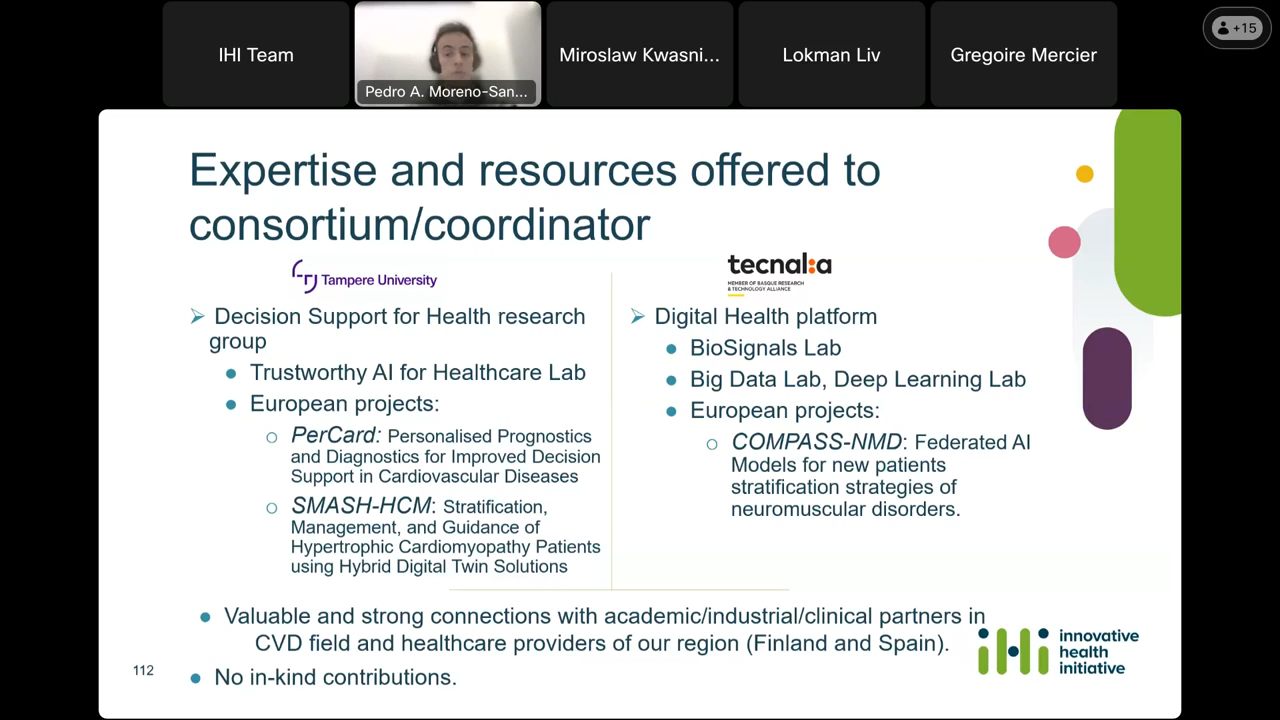 IHI Team
Pedro A. Moreno-San...
Miroslaw Kwasni...
Lokman Liv
Gregoire Mercier
+15
Expertise and resources offered to
consortium/coordinator
Tampere University
➢ Decision Support for Health research
group
● Trustworthy AI for Healthcare Lab
● European projects:
○ PerCard: Personalised Prognostics
and Diagnostics for Improved Decision
Support in Cardiovascular Diseases
○ SMASH-HCM: Stratification,
Management, and Guidance of
Hypertrophic Cardiomyopathy Patients
using Hybrid Digital Twin Solutions
tecnal:a
MEMBER OF BASQUE RESEARCH
& TECHNOLOGY ALLIANCE
➢ Digital Health platform
● BioSignals Lab
● Big Data Lab, Deep Learning Lab
● European projects:
○ COMPASS-NMD: Federated AI
Models for new patients
stratification strategies of
neuromuscular disorders.
● Valuable and strong connections with academic/industrial/clinical partners in
CVD field and healthcare providers of our region (Finland and Spain).
● No in-kind contributions.
112
iHi
innovative
health
initiative